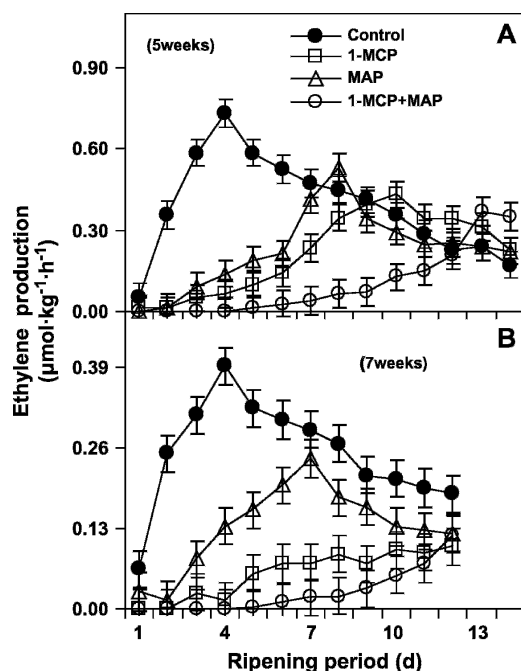 (5weeks)
A
Control
1-MCP
MAP
1-MCP+MAP
0.90
0.60
0.30
0.00
Ethylene production
(μmol·kg⁻¹·h⁻¹)
B
(7weeks)
0.39
0.26
0.13
0.00
1 4 7 10 13
Ripening period (d)